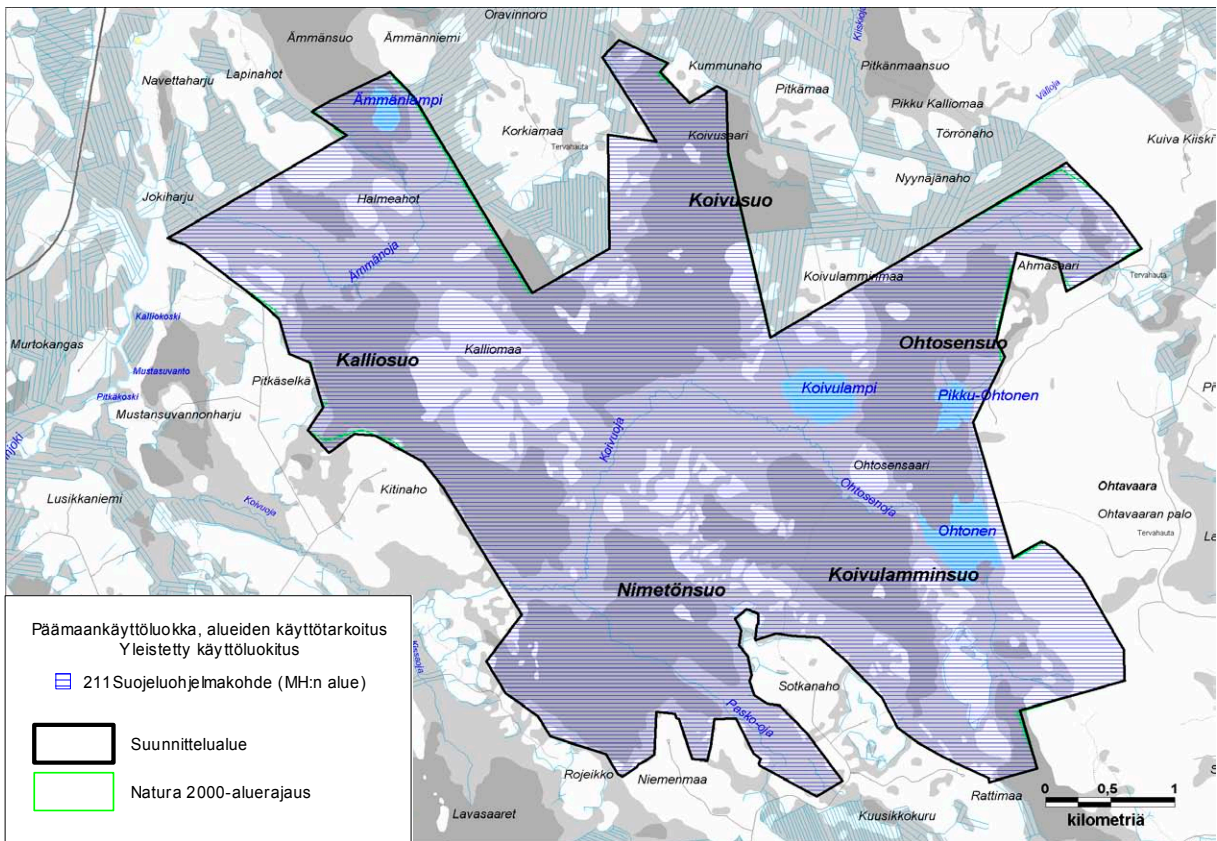 Oravinnoro
Ämmänsuo
Ämmänniemi
Kiiskioja
Navettaharju
Lapinahot
Kummunaho
Pitkänmaansuo
Pitkämaa
Välioja
Ämmänlampi
Pikku Kalliomaa
Korkiamaa
Tervahauta
Koivusaari
Törrönaho
Kuiva Kiiski
Nyynäjänaho
Jokiharju
Halmeahot
Koivusuo
Ämmänoja
Koivulamminmaa
Ahmasaari
Tervahauta
Kalliokoski
Murtokangas
Kalliosuo
Kalliomaa
Ohtosensuo
Mustasuvanto
Pitkäselkä
Koivulampi
Pikku-Ohtonen
Pitkäkoski
Mustansuvannonharju
Koivuoja
Ohtosensaari
Kitinaho
Ohtosenoja
Lusikkaniemi
Koivuoja
Ohtavaara
Ohtavaaran palo
Ohtonen
Tervahauta
Nimetönsuo
Koivulamminsuo
Päämaankäyttöluokka, alueiden käyttötarkoitus
Yleistetty käyttöluokitus
211Suojeluohjelmakohde (MH:n alue)
Suunnittelualue
Natura 2000-aluerajaus
Sotkanaho
Pasko-oja
Rojeikko
Niemenmaa
Rattimaa
Lavasaaret
Kuusikkokuru
0 0,5 1
kilometriä